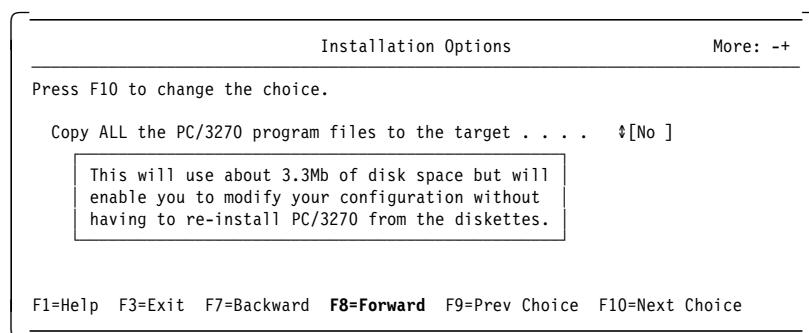 Installation Options More: -+
Press F10 to change the choice.
Copy ALL the PC/3270 program files to the target . . . . ⇕[No ]
This will use about 3.3Mb of disk space but will
enable you to modify your configuration without
having to re-install PC/3270 from the diskettes.
F1=Help F3=Exit F7=Backward F8=Forward F9=Prev Choice F10=Next Choice